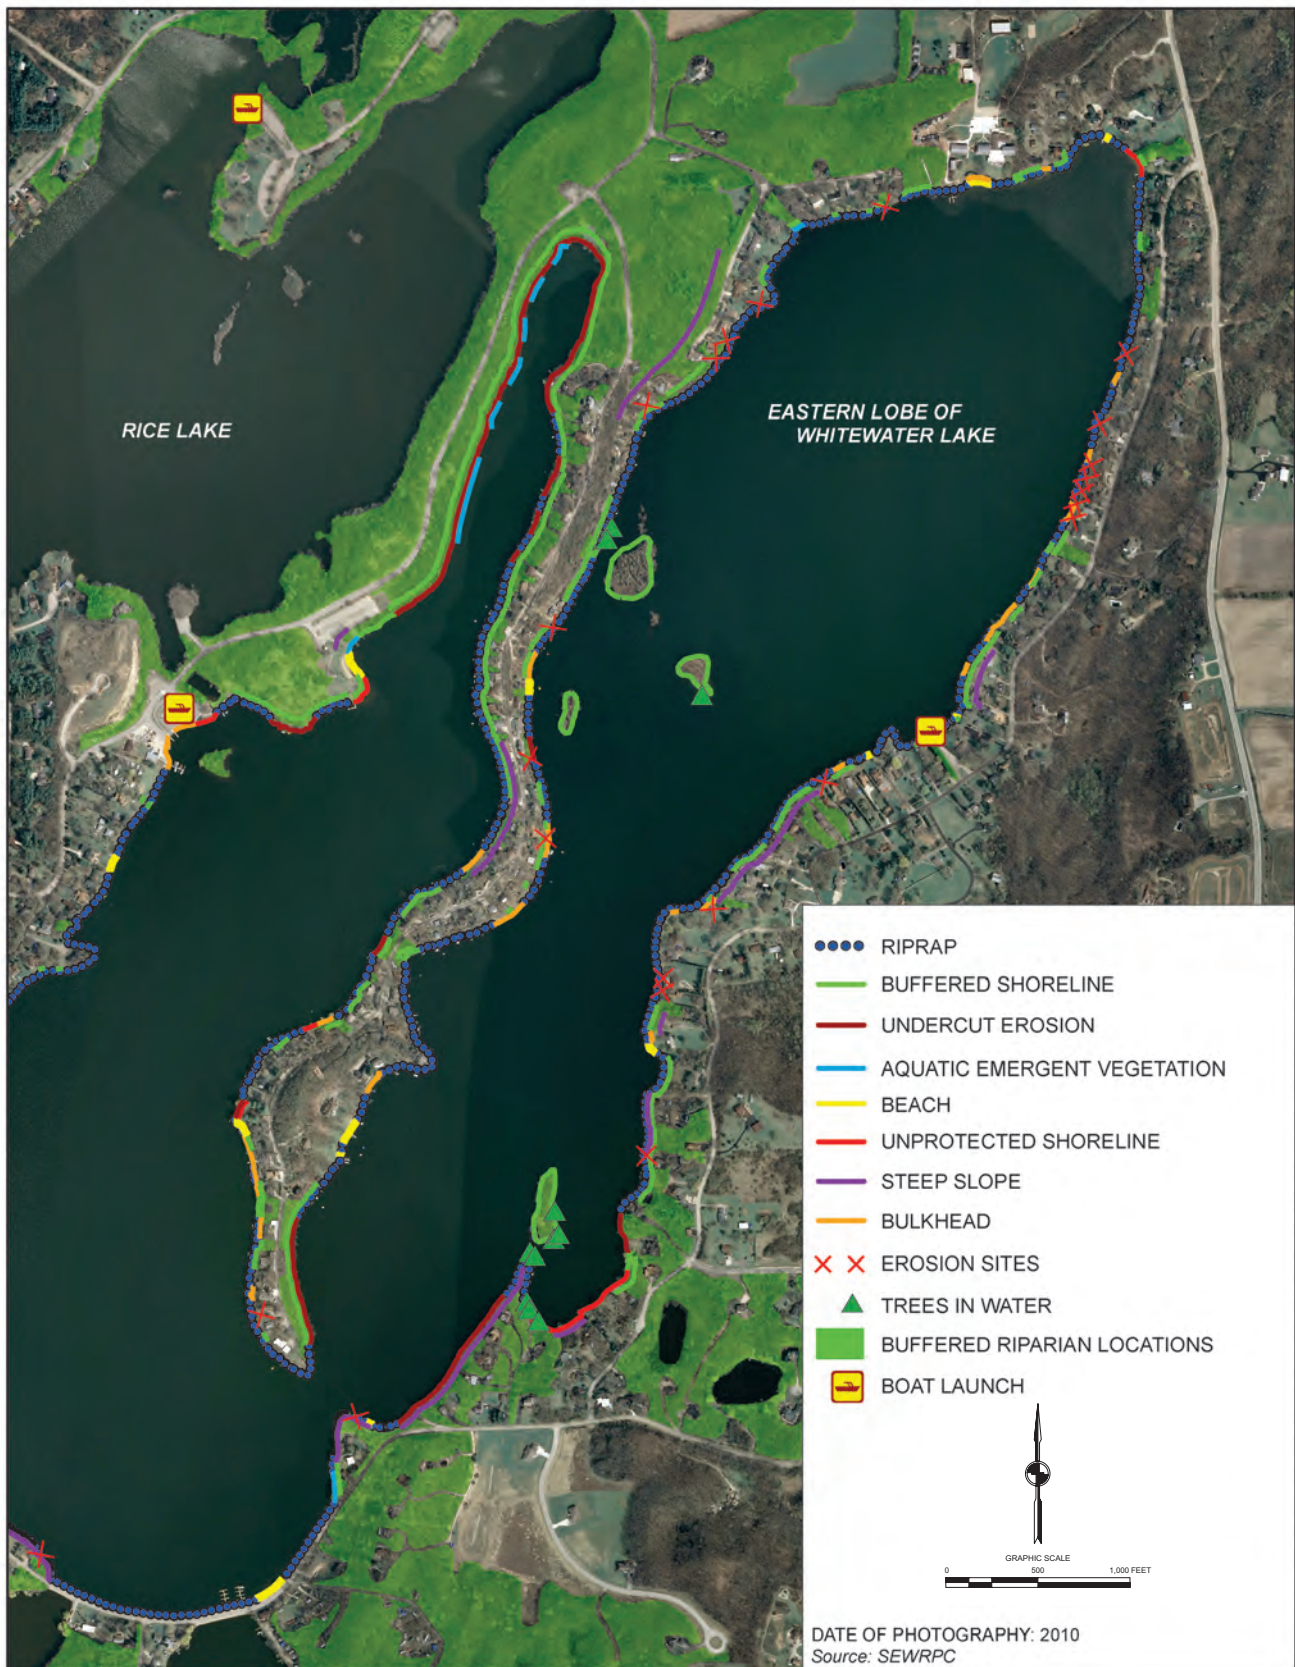 RICE LAKE
EASTERN LOBE OF
WHITEWATER LAKE
RIPRAP
BUFFERED SHORELINE
UNDERCUT EROSION
AQUATIC EMERGENT VEGETATION
BEACH
UNPROTECTED SHORELINE
STEEP SLOPE
BULKHEAD
EROSION SITES
TREES IN WATER
BUFFERED RIPARIAN LOCATIONS
BOAT LAUNCH
GRAPHIC SCALE
0 500 1,000 FEET
DATE OF PHOTOGRAPHY: 2010
Source: SEWRPC